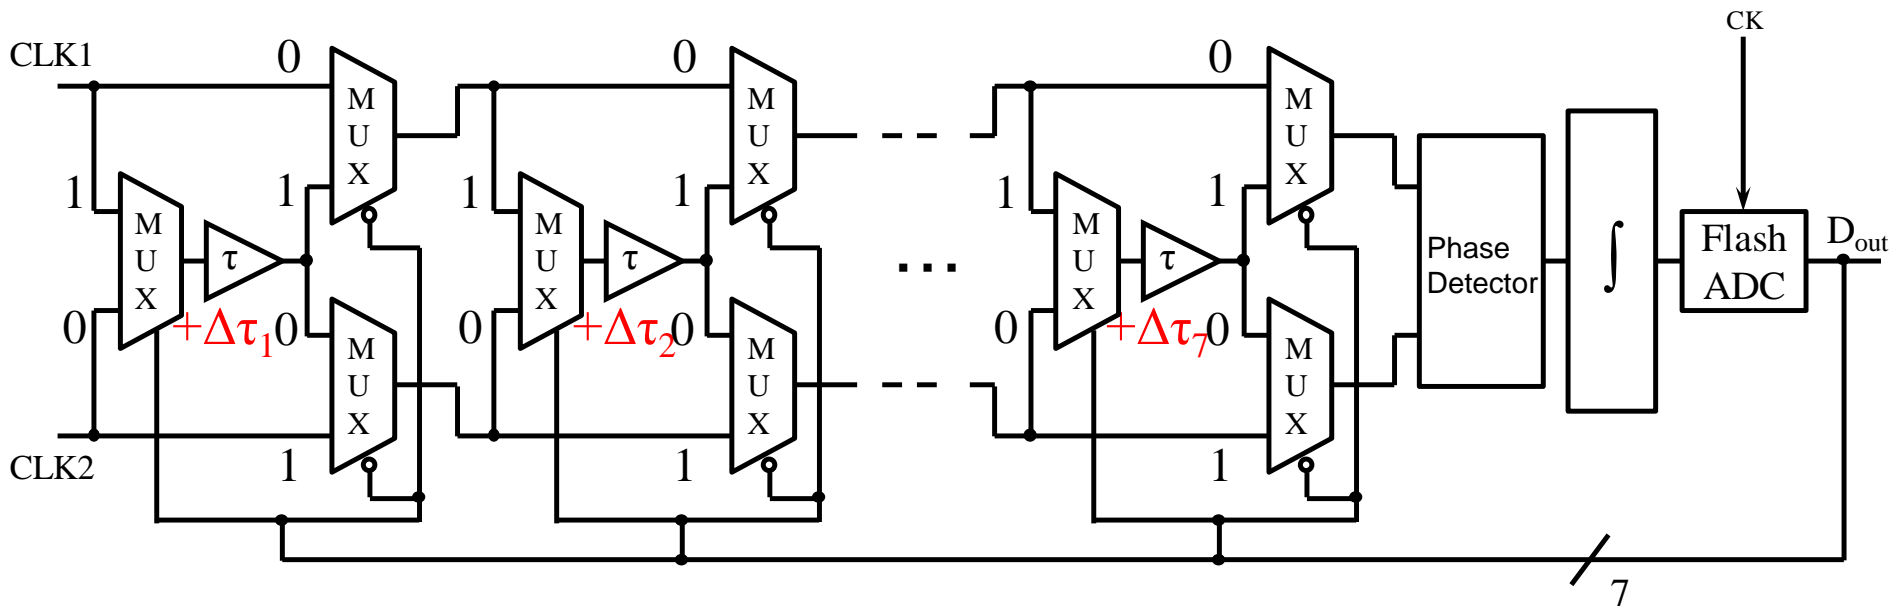 CLK1
0
0
0
CK
M
U
X
M
U
X
M
U
X
1
1
1
1
1
1
M
U
X
τ
M
U
X
τ
...
M
U
X
τ
Phase
Detector
∫
Flash
ADC
Dout
0
+Δτ1
0
0
+Δτ2
0
0
+Δτ7
0
M
U
X
M
U
X
M
U
X
CLK2
1
1
1
7